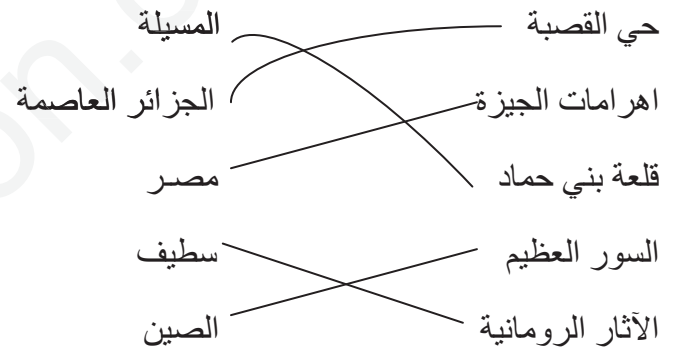 حي القصبة المسيلة
اهرامات الجيزة الجزائر العاصمة
قلعة بني حماد مصر
السور العظيم سطيف
الآثار الرومانية الصين